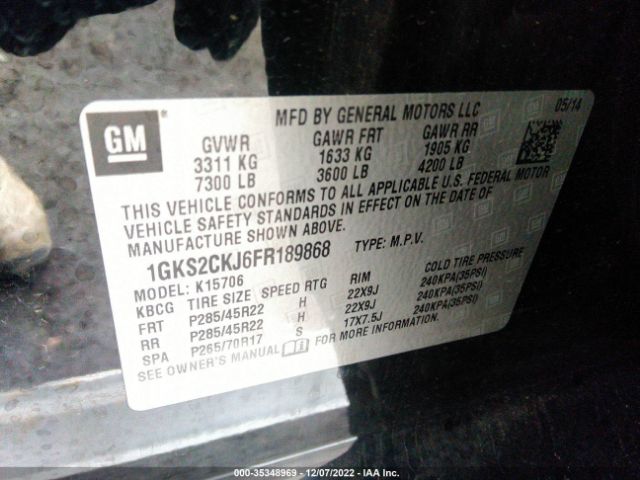 MFD BY GENERAL MOTORS LLC 05/14
GM
GVWR GAWR FRT GAWR RR
3311 KG 1633 KG 1905 KG
7300 LB 3600 LB 4200 LB
THIS VEHICLE CONFORMS TO ALL APPLICABLE U.S. FEDERAL MOTOR
VEHICLE SAFETY STANDARDS IN EFFECT ON THE DATE OF
MANUFACTURE SHOWN ABOVE.
1GKS2CKJ6FR189868 TYPE: M.P.V.
MODEL: K15706
KBCG TIRE SIZE SPEED RTG RIM COLD TIRE PRESSURE
FRT P285/45R22 H 22X9J 240KPA(35PSI)
RR P285/45R22 H 22X9J 240KPA(35PSI)
SPA P265/70R17 S 17X7.5J 240KPA(35PSI)
SEE OWNER'S MANUAL FOR MORE INFORMATION.
000-35348969 - 12/07/2022 - IAA Inc.